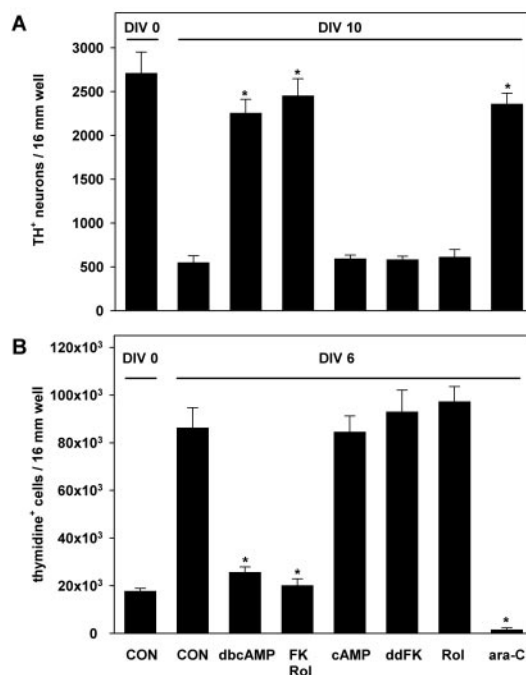 A
DIV 0 DIV 10
TH⁺ neurons / 16 mm well
3000
2500
2000
1500
1000
500
0
* * *
B
DIV 0 DIV 6
thymidine⁺ cells / 16 mm well
120x10³
100x10³
80x10³
60x10³
40x10³
20x10³
0
* * *
CON CON dbcAMP FK cAMP ddFK Rol ara-C
Rol